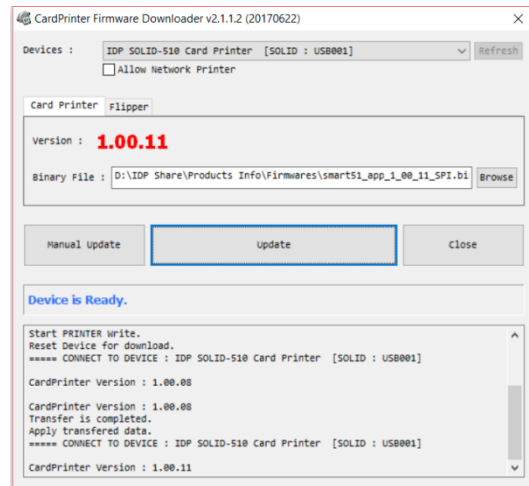 CardPrinter Firmware Downloader v2.1.1.2 (20170622)
Devices : IDP SOLID-510 Card Printer [SOLID : USB001] Refresh
Allow Network Printer
Card Printer Flipper
Version : 1.00.11
Binary File : D:\IDP Share\Products Info\Firmwares\smart51_app_1_00_11_SPI.bi Browse
Manual Update Update Close
Device is Ready.
Start PRINTER Write.
Reset Device for download.
===== CONNECT TO DEVICE : IDP SOLID-510 Card Printer [SOLID : USB001]
CardPrinter Version : 1.00.08
CardPrinter Version : 1.00.08
Transfer is completed.
Apply transfered data.
===== CONNECT TO DEVICE : IDP SOLID-510 Card Printer [SOLID : USB001]
CardPrinter Version : 1.00.11